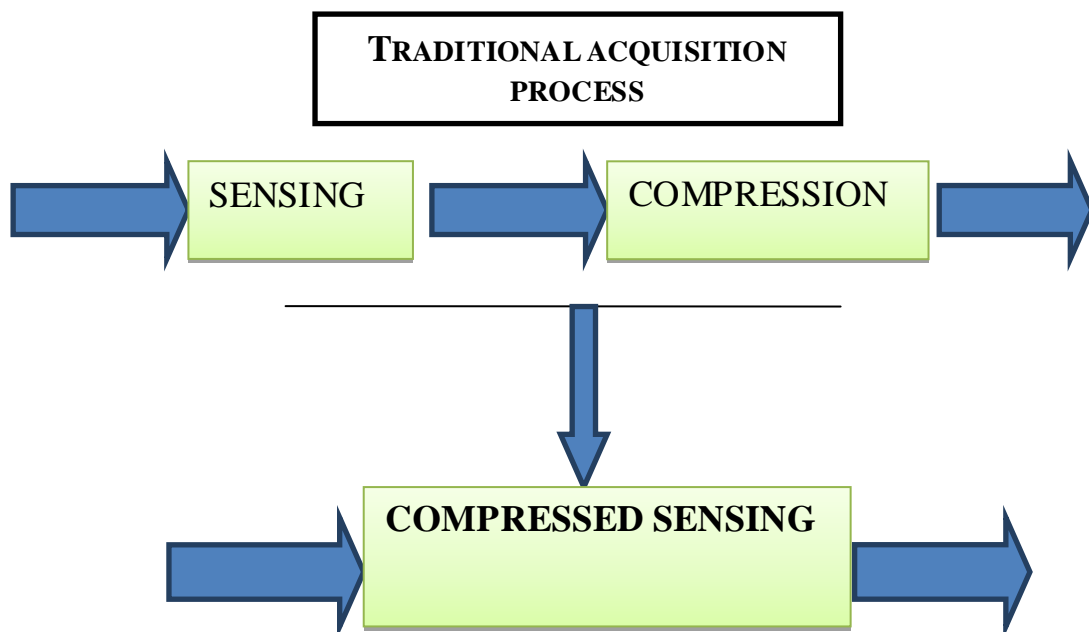 TRADITIONAL ACQUISITION
PROCESS
SENSING
COMPRESSION
COMPRESSED SENSING